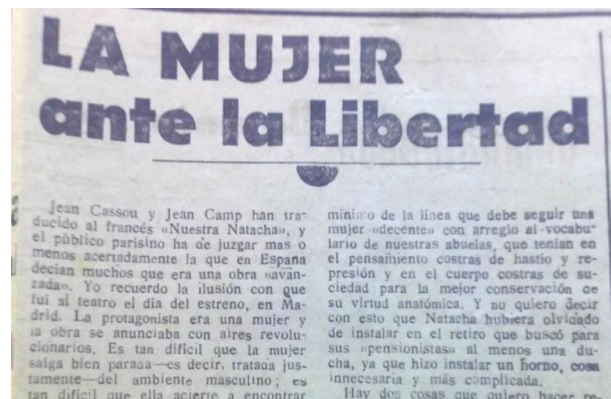 LA MUJER
ante la Libertad
Jean Cassou y Jean Camp han tra-
ducido al francés «Nuestra Natacha», y
el público parisino ha de juzgar mas o
menos acertadamente la que en España
decían muchos que era una obra «avan-
zada». Yo recuerdo la ilusión con que
fui al teatro el día del estreno, en Ma-
drid. La protagonista era una mujer y
la obra se anunciaba con aires revolu-
cionarios. Es tan difícil que la mujer
salga bien parada—es decir, tratada jus-
tamente—del ambiente masculino; es
tan difícil que ella acierte a encontrar
mínimo de la línea que debe seguir una
mujer «decente» con arreglo al vocabu-
lario de nuestras abuelas, que tenían en
el pensamiento costras de hastío y re-
presión y en el cuerpo costras de su-
ciedad para la mejor conservación de
su virtud anatómica. Y no quiero decir
con esto que Natacha hubiera olvidado
de instalar en el retiro que buscó para
sus «pensionistas» al menos una du-
cha, ya que hizo instalar un horno, cosa
innecesaria y más complicada.
Hay dos cosas que quiero hacer re-